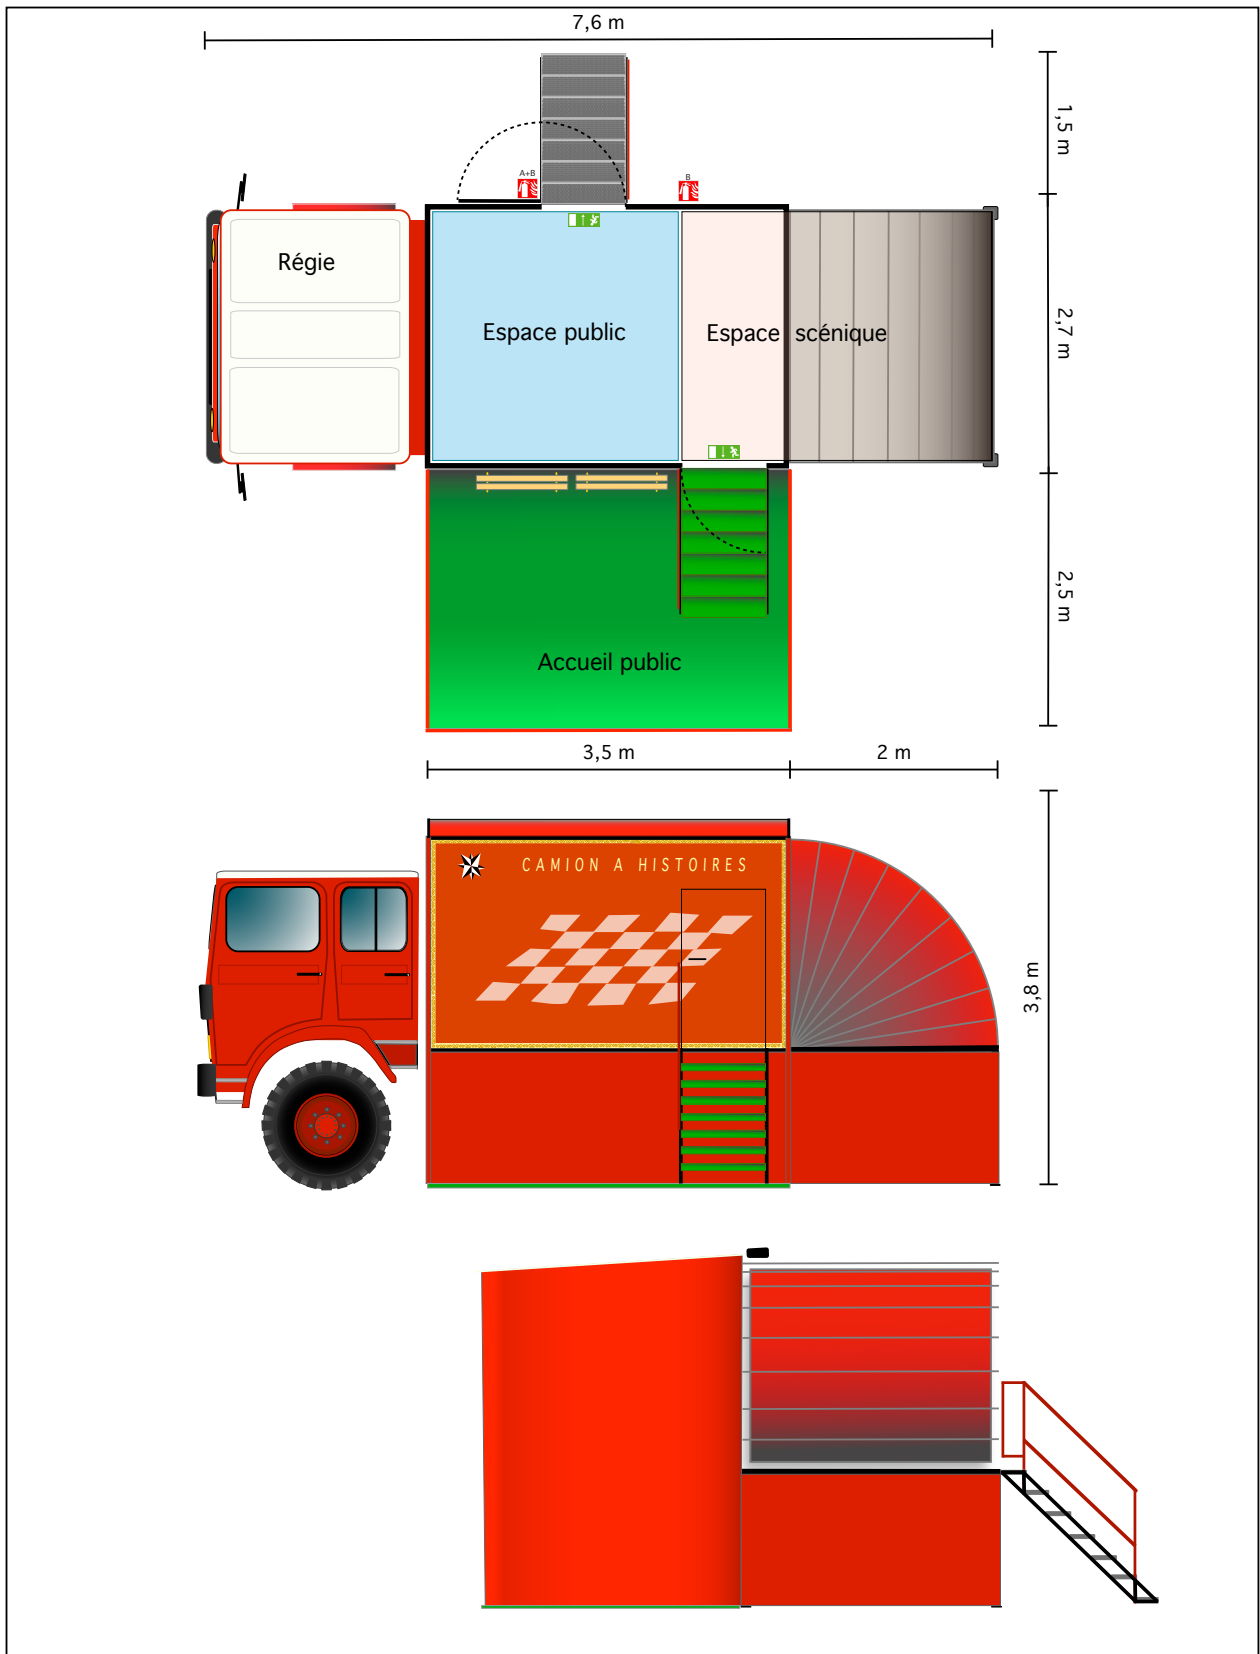 7,6 m
1,5 m
A+B
B
Régie
Espace public
Espace scénique
2,7 m
2,5 m
Accueil public
3,5 m
2 m
CAMION A HISTOIRES
3,8 m